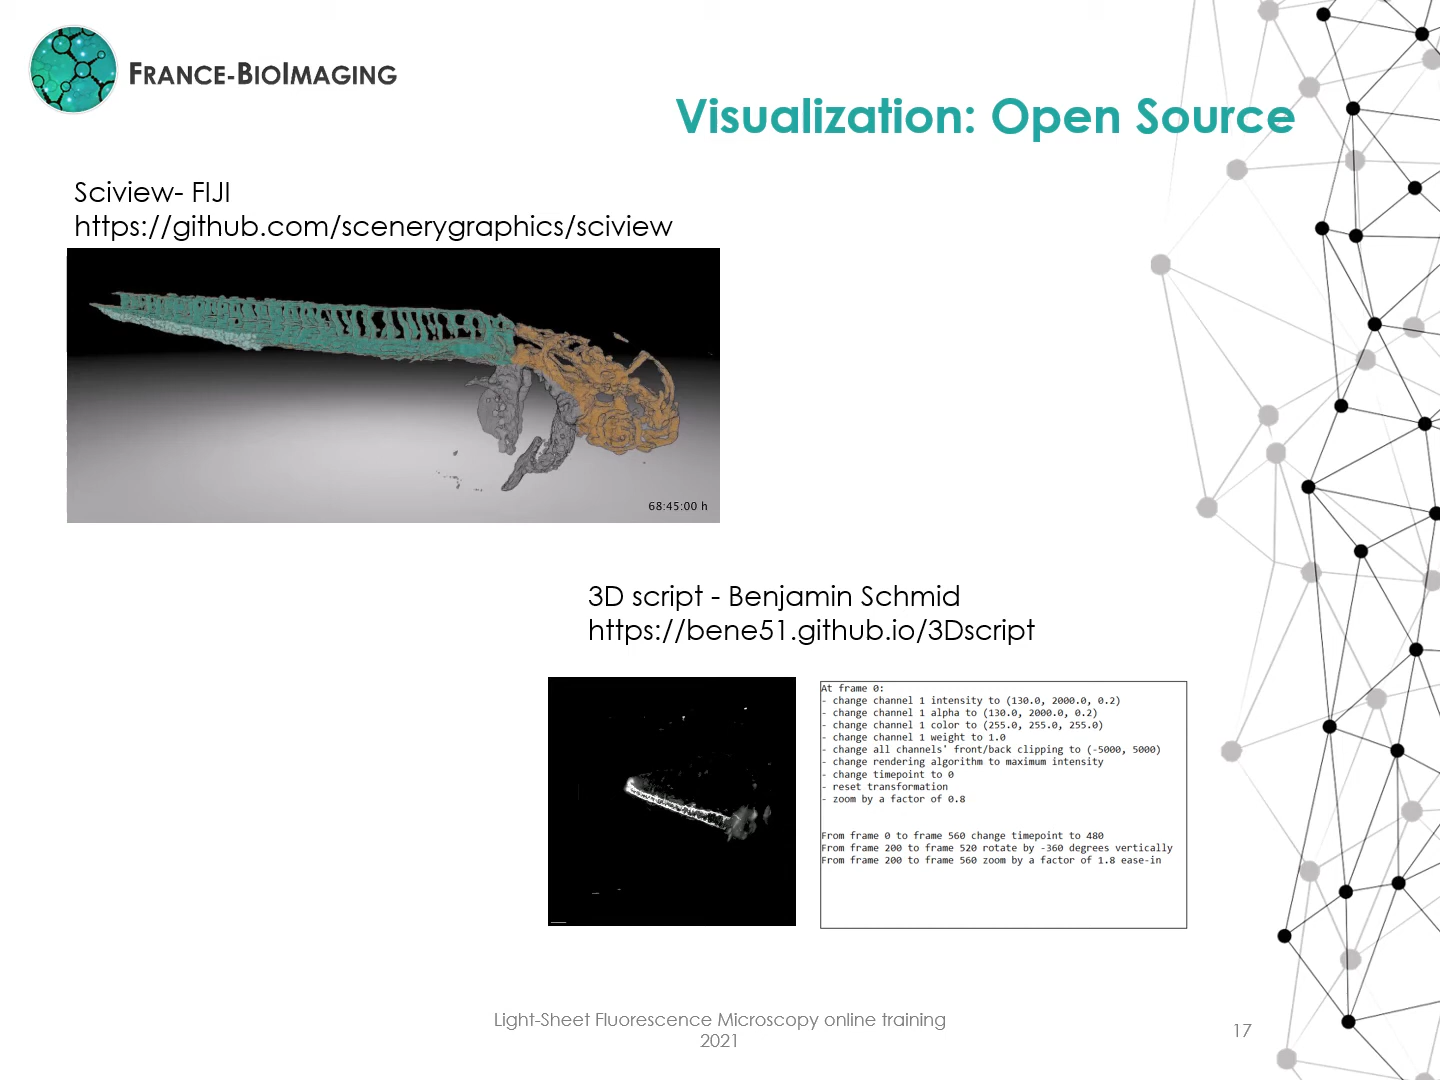 FRANCE-BIOIMAGING
Visualization: Open Source
Sciview- FIJI
https://github.com/scenerygraphics/sciview
68:45:00 h
3D script - Benjamin Schmid
https://bene51.github.io/3Dscript
At frame 0:
- change channel 1 intensity to (130.0, 2000.0, 0.2)
- change channel 1 alpha to (130.0, 2000.0, 0.2)
- change channel 1 color to (255.0, 255.0, 255.0)
- change channel 1 weight to 1.0
- change all channels' front/back clipping to (-5000, 5000)
- change rendering algorithm to maximum intensity
- change timepoint to 0
- reset transformation
- zoom by a factor of 0.8
From frame 0 to frame 560 change timepoint to 480
From frame 200 to frame 520 rotate by -360 degrees vertically
From frame 200 to frame 560 zoom by a factor of 1.8 ease-in
Light-Sheet Fluorescence Microscopy online training
2021
17